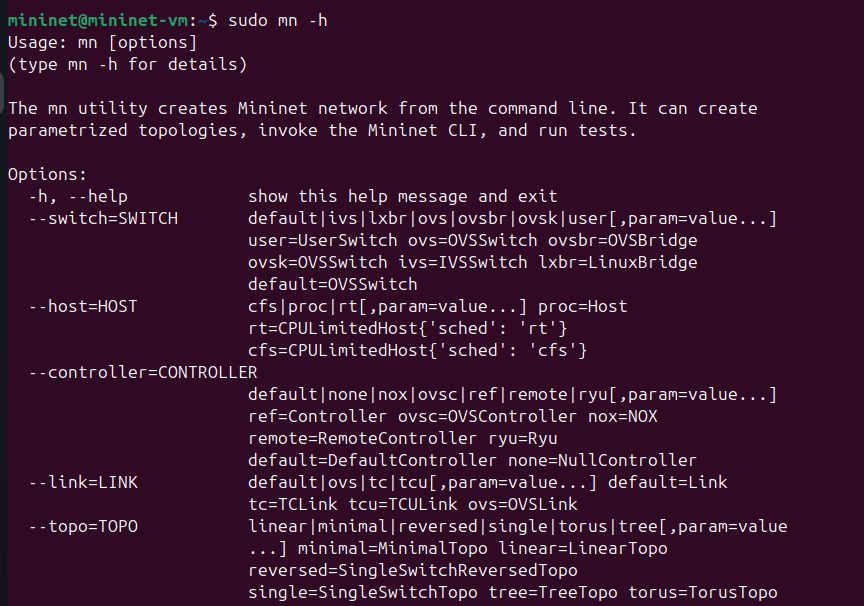 mininet@mininet-vm:~$ sudo mn -h
Usage: mn [options]
(type mn -h for details)

The mn utility creates Mininet network from the command line. It can create
parametrized topologies, invoke the Mininet CLI, and run tests.

Options:
  -h, --help            show this help message and exit
  --switch=SWITCH       default|ivs|lxbr|ovs|ovsbr|ovsk|user[,param=value...]
                        user=UserSwitch ovs=OVSSwitch ovsbr=OVSBridge
                        ovsk=OVSSwitch ivs=IVSSwitch lxbr=LinuxBridge
                        default=OVSSwitch
  --host=HOST           cfs|proc|rt[,param=value...] proc=Host
                        rt=CPULimitedHost{'sched': 'rt'}
                        cfs=CPULimitedHost{'sched': 'cfs'}
  --controller=CONTROLLER
                        default|none|nox|ovsc|ref|remote|ryu[,param=value...]
                        ref=Controller ovsc=OVSController nox=NOX
                        remote=RemoteController ryu=Ryu
                        default=DefaultController none=NullController
  --link=LINK           default|ovs|tc|tcu[,param=value...] default=Link
                        tc=TCLink tcu=TCULink ovs=OVSLink
  --topo=TOPO           linear|minimal|reversed|single|torus|tree[,param=value
                        ...] minimal=MinimalTopo linear=LinearTopo
                        reversed=SingleSwitchReversedTopo
                        single=SingleSwitchTopo tree=TreeTopo torus=TorusTopo